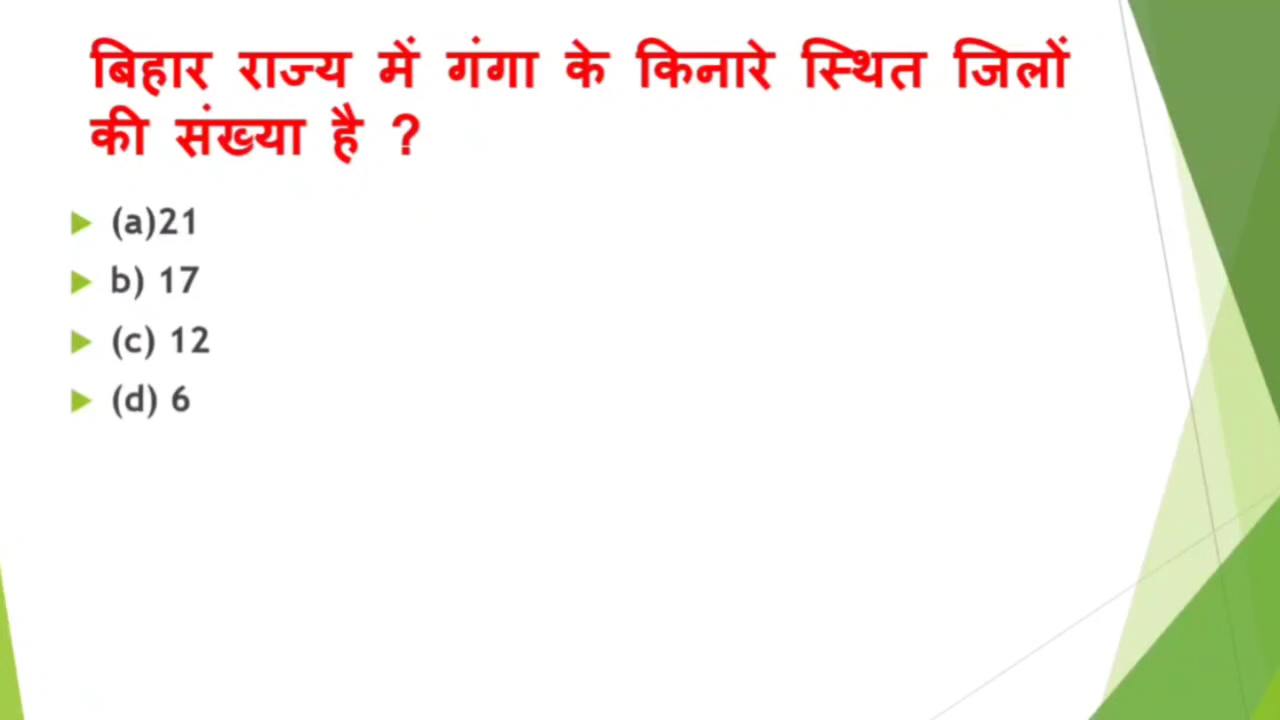 बिहार राज्य में गंगा के किनारे स्थित जिलों
की संख्या है ?
(a)21
b) 17
(c) 12
(d) 6